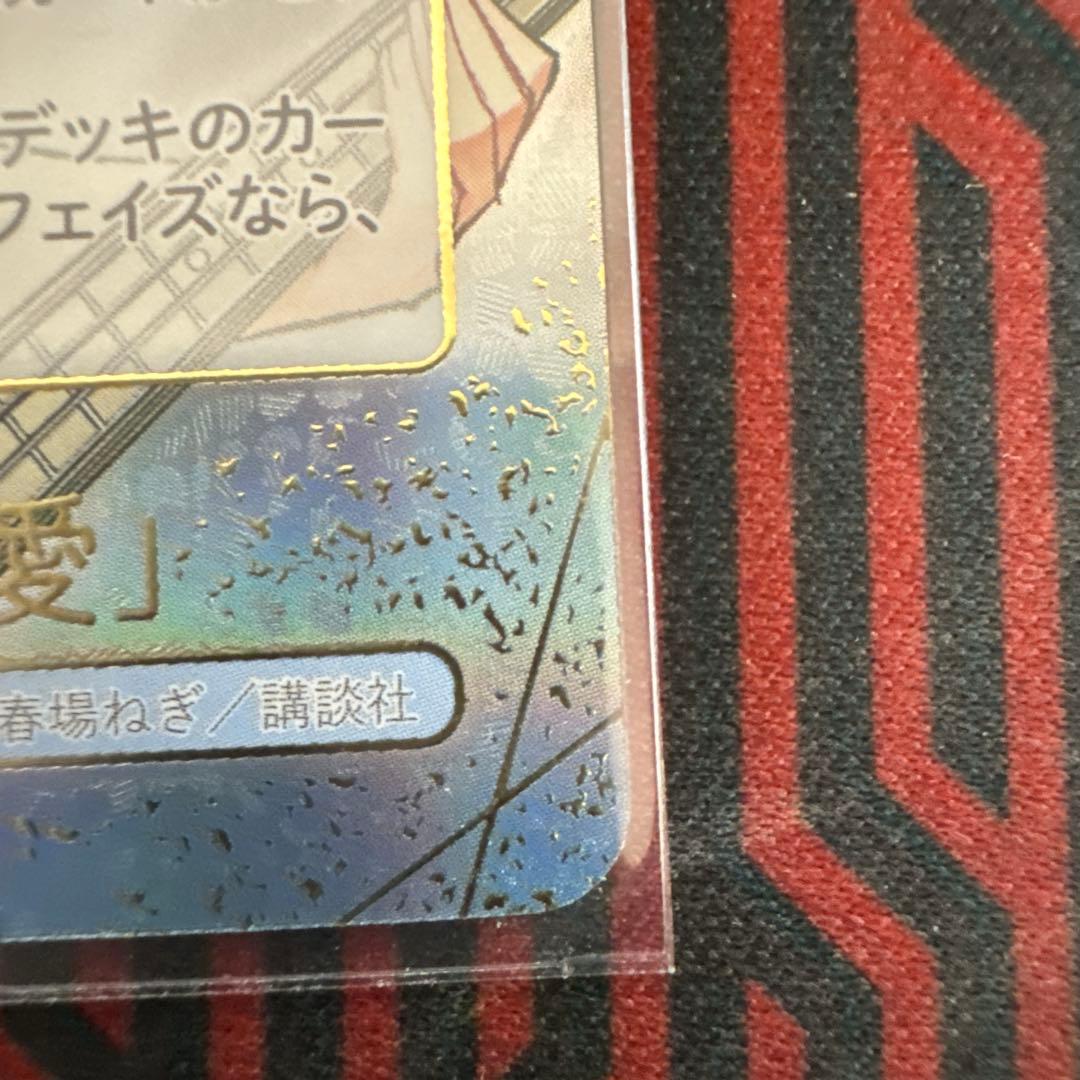 デッキのカー
フェイズなら、
愛」
春場ねぎ／講談社